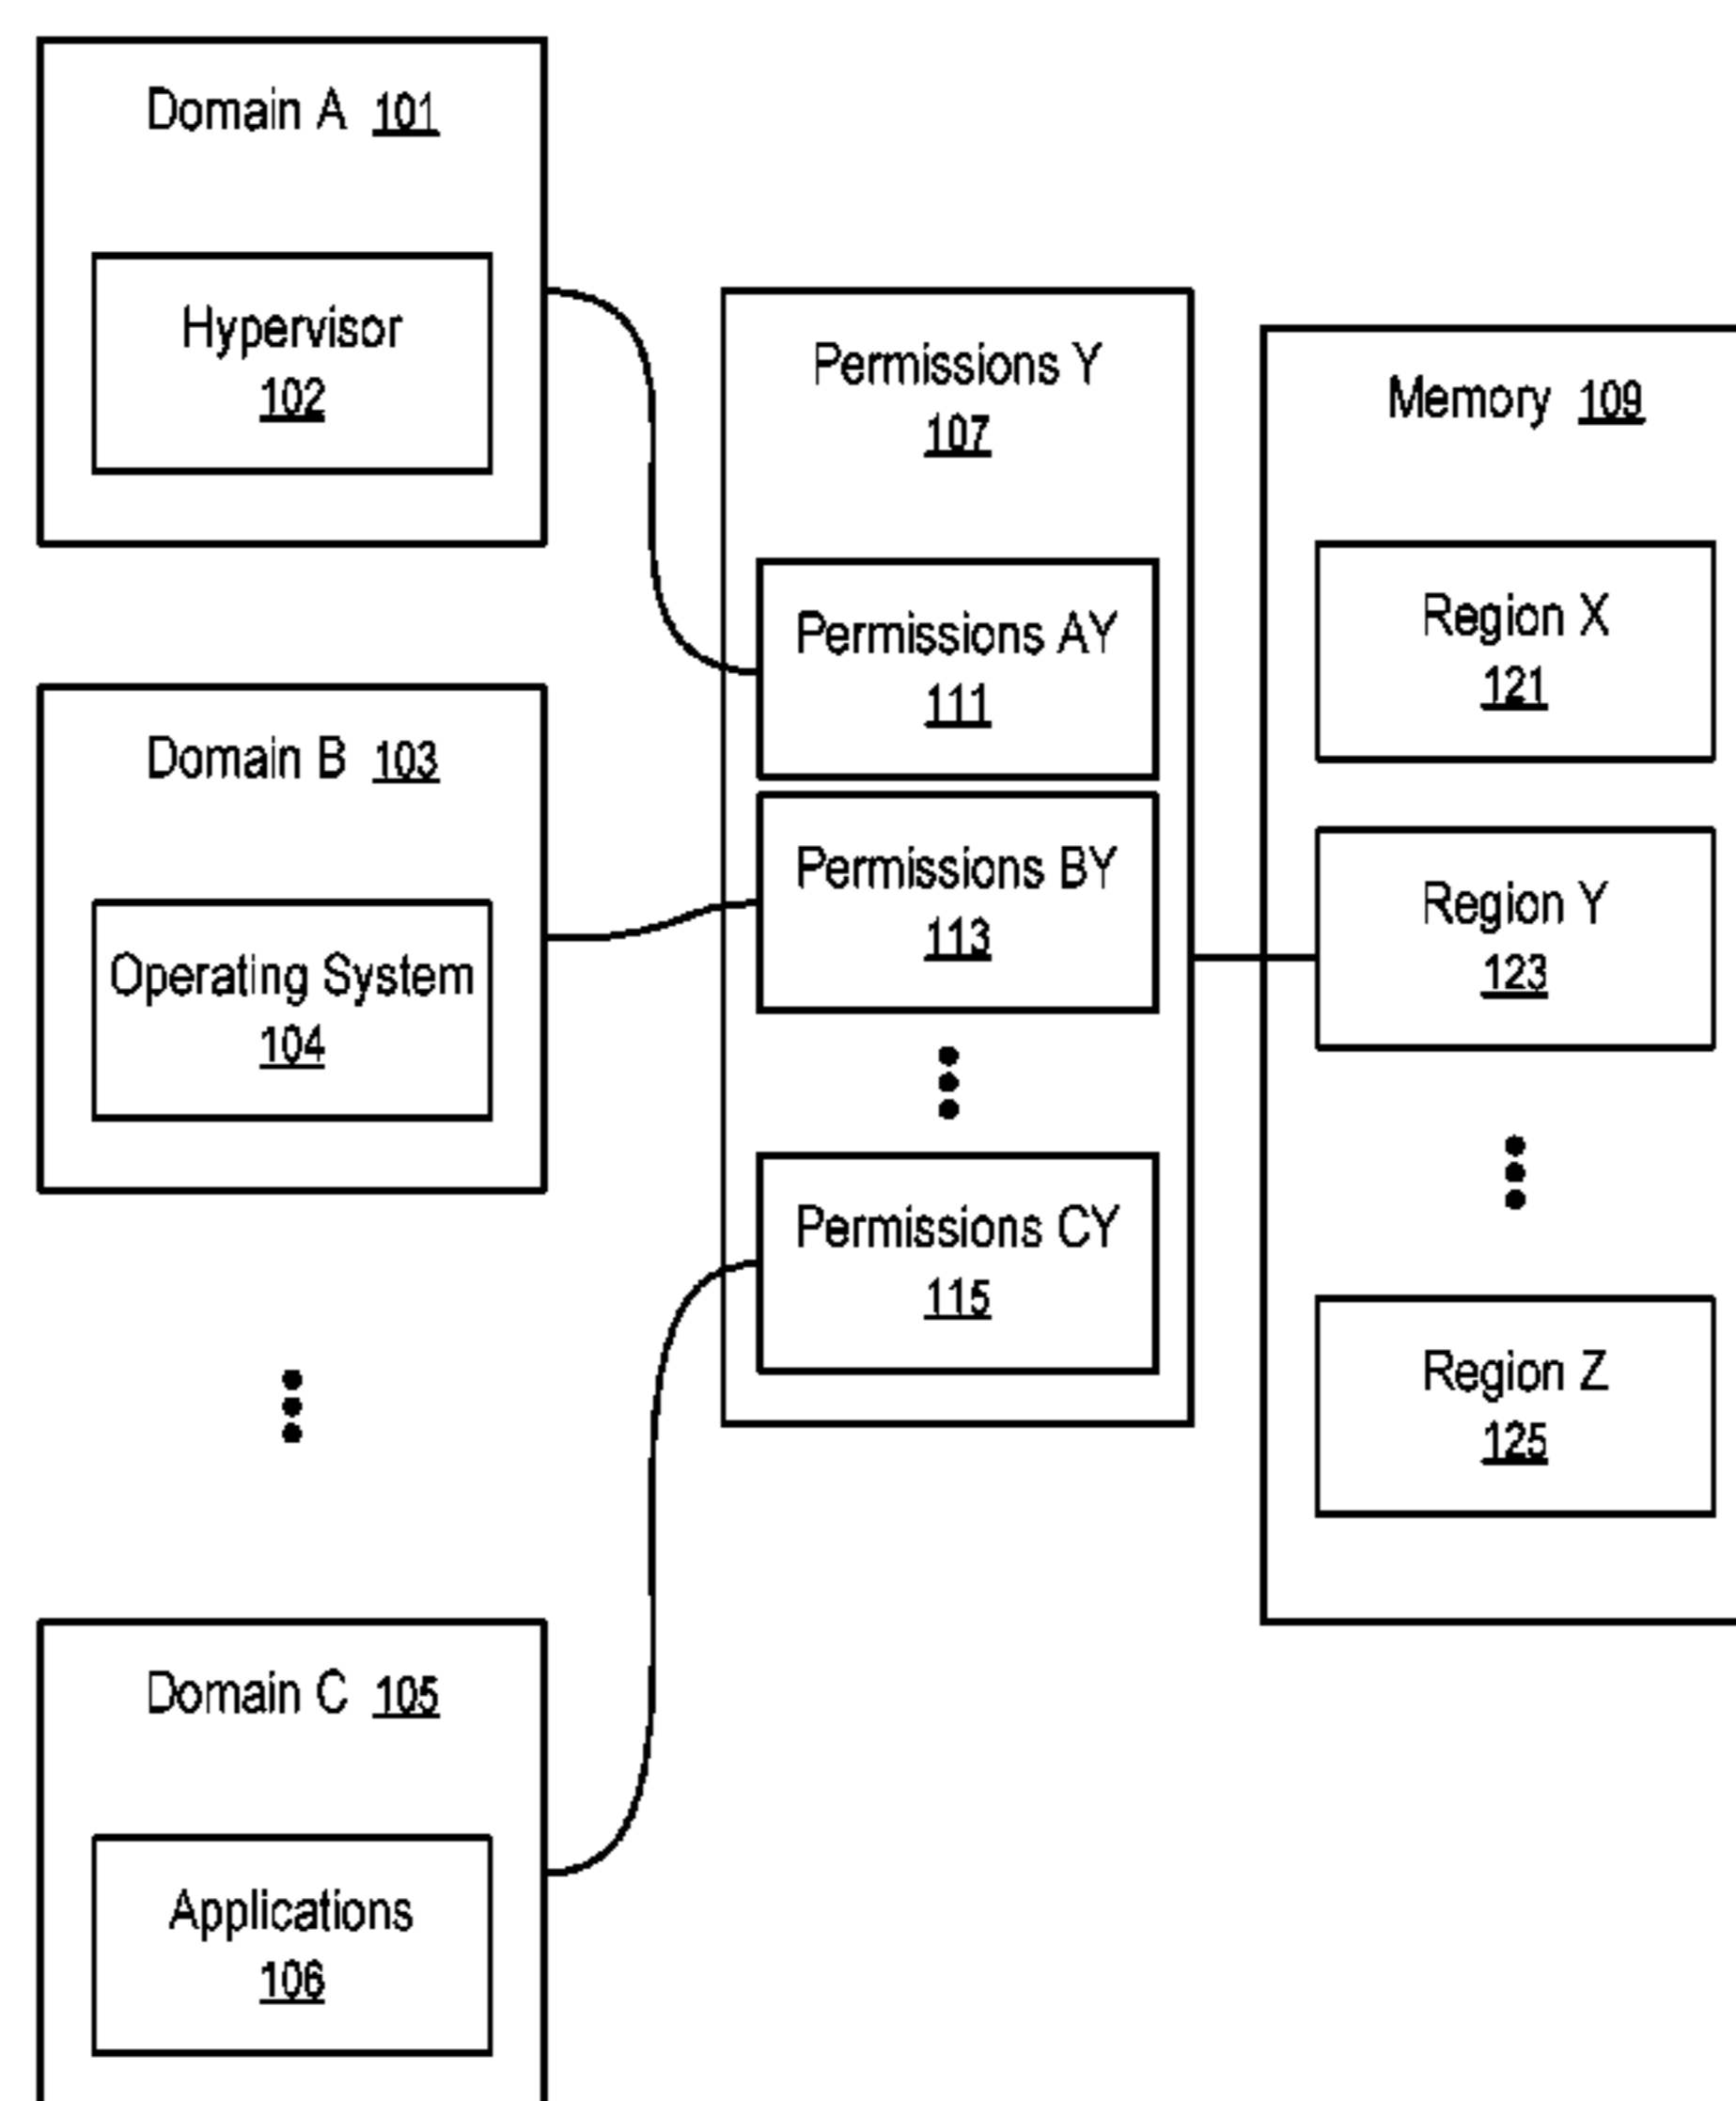 Domain A 101
Hypervisor
102
Domain B 103
Operating System
104
Domain C 105
Applications
106
Permissions Y
107
Permissions AY
111
Permissions BY
113
Permissions CY
115
Memory 109
Region X
121
Region Y
123
Region Z
125